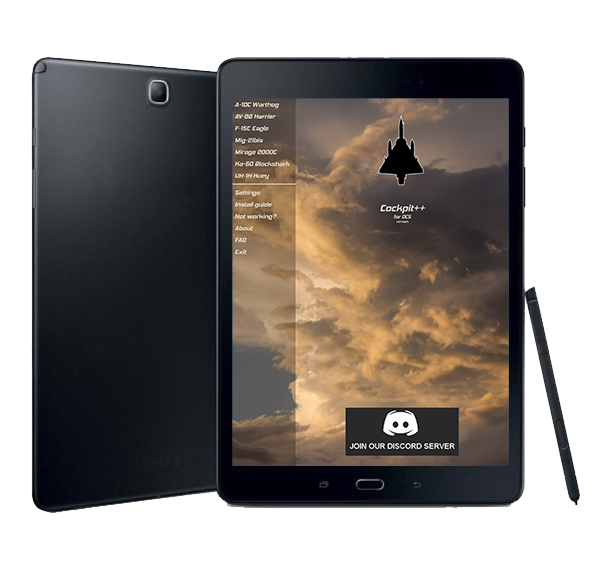 A-10C Warthog
AV-8B Harrier
F-15C Eagle
Mig-21bis
Mirage 2000C
Ka-50 Blackshark
UH-1H Huey
Settings
Install guide
Not working?
About
FAQ
Exit
Cockpit++
for DCS
JOIN OUR DISCORD SERVER